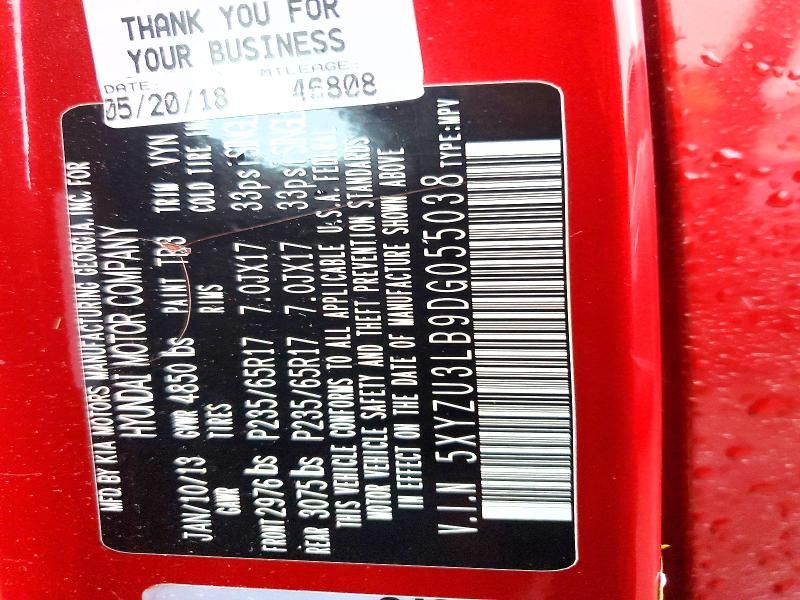 THANK YOU FOR
YOUR BUSINESS
DATE: MILEAGE:
05/20/18 46808
MFD. BY KIA MOTORS MANUFACTURING GEORGIA INC. FOR
HYUNDAI MOTOR COMPANY
JAN/10/13 GVWR 4850 lbs PAINT TR3 TRIM VYN
GAWR TIRES RIMS COLD TIRE
FRONT 2976 lbs P235/65R17 7.0JX17 33psi
REAR 3075 lbs P235/65R17 7.0JX17 33psi
THIS VEHICLE CONFORMS TO ALL APPLICABLE U.S.A. FEDERAL
MOTOR VEHICLE SAFETY AND THEFT PREVENTION STANDARDS
IN EFFECT ON THE DATE OF MANUFACTURE SHOWN ABOVE
V.I.N 5XYZU3LB9DG055038 TYPE:MPV